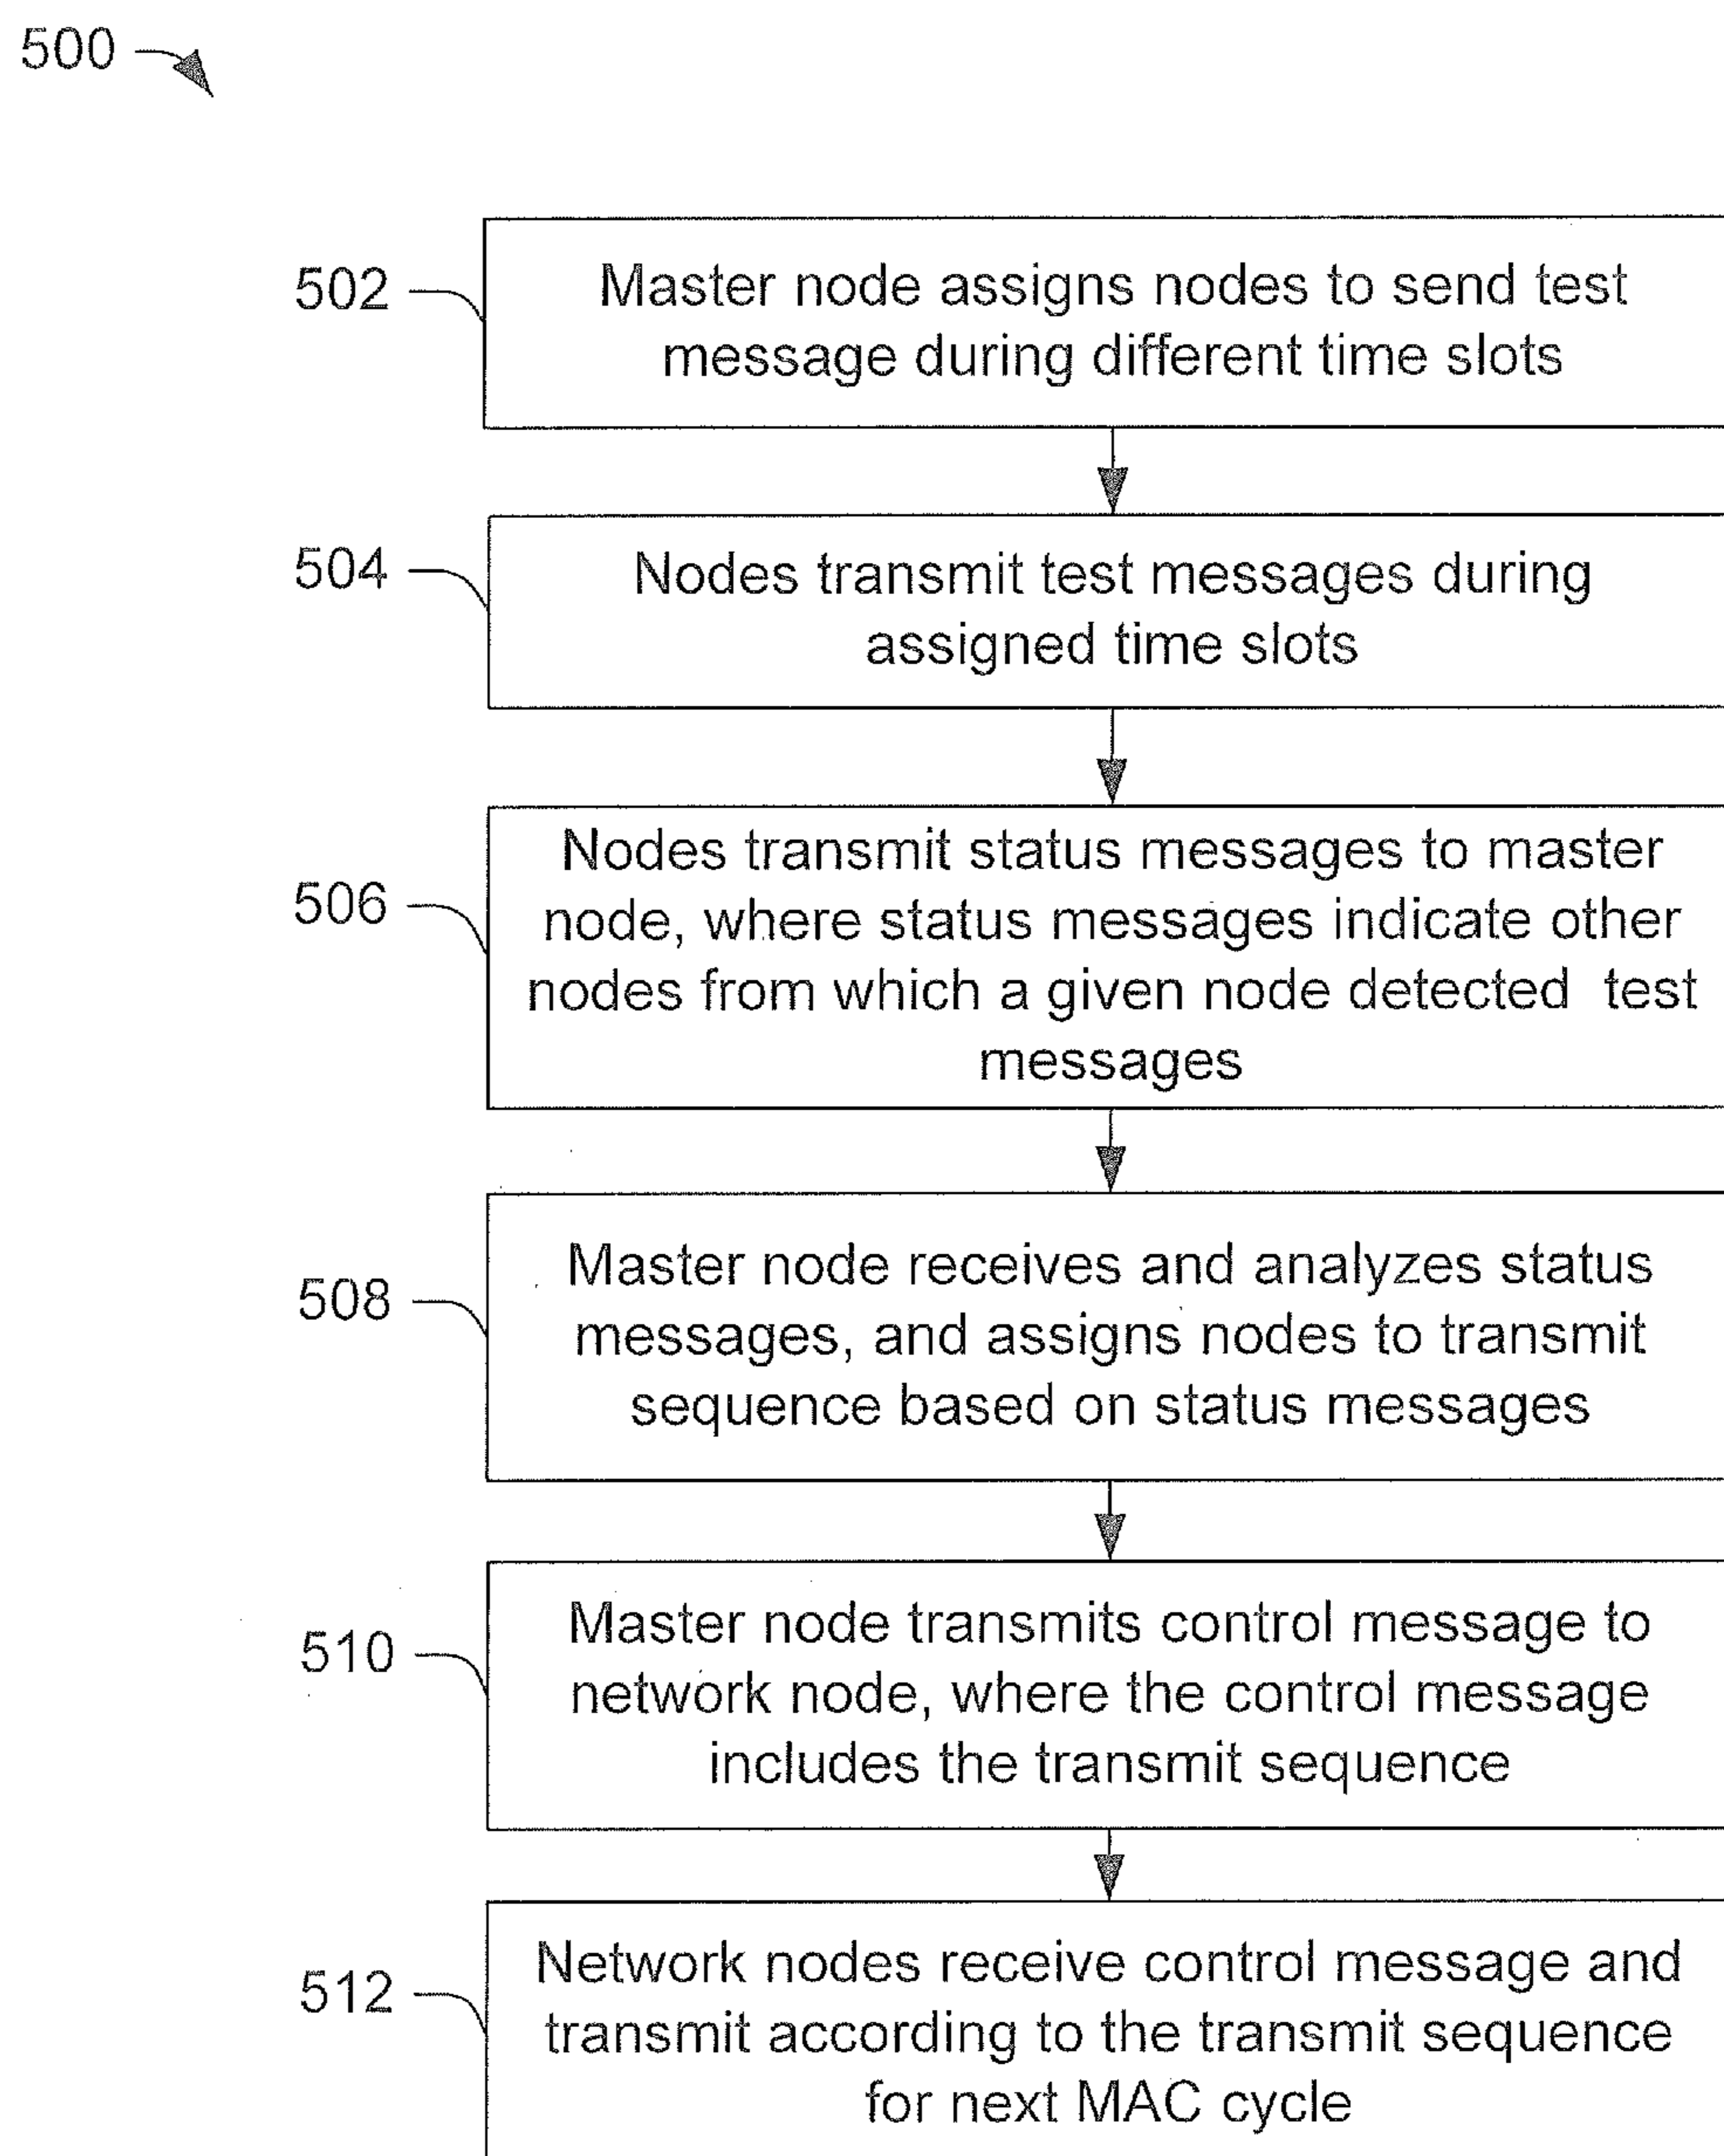 500
502
Master node assigns nodes to send test
message during different time slots
504
Nodes transmit test messages during
assigned time slots
506
Nodes transmit status messages to master
node, where status messages indicate other
nodes from which a given node detected test
messages
508
Master node receives and analyzes status
messages, and assigns nodes to transmit
sequence based on status messages
510
Master node transmits control message to
network node, where the control message
includes the transmit sequence
512
Network nodes receive control message and
transmit according to the transmit sequence
for next MAC cycle